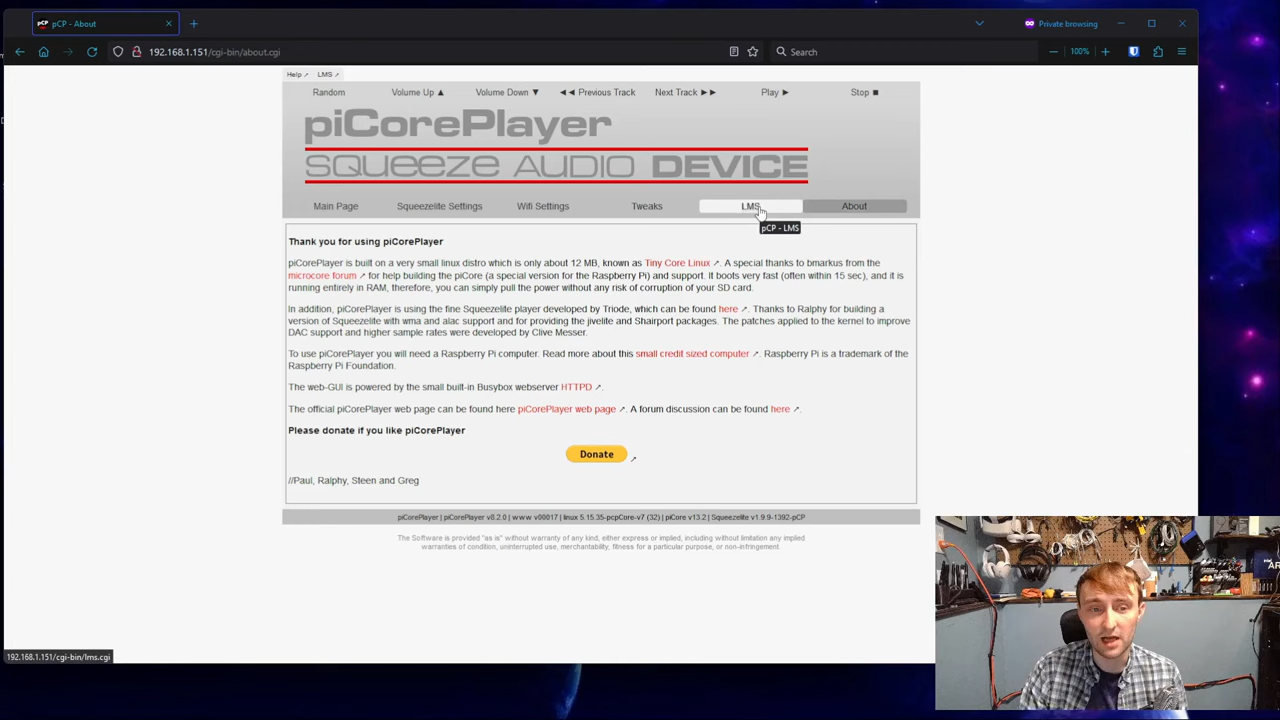 pCP - About
Private browsing
192.168.1.151/cgi-bin/about.cgi
100%
Search
Help
LMS
Random
Volume Up ▲
Volume Down ▼
◄◄ Previous Track
Next Track ►►
Play ►
Stop ■
piCorePlayer
SQUEEZE AUDIO DEVICE
Main Page
Squeezelite Settings
Wifi Settings
Tweaks
LMS
About
pCP - LMS
Thank you for using piCorePlayer
piCorePlayer is built on a very small linux distro which is only about 12 MB, known as Tiny Core Linux. A special thanks to bmarkus from the
microcore forum for help building the piCore (a special version for the Raspberry Pi) and support. It boots very fast (often within 15 sec), and it is
running entirely in RAM, therefore, you can simply pull the power without any risk of corruption of your SD card.
In addition, piCorePlayer is using the fine Squeezelite player developed by Triode, which can be found here. Thanks to Ralphy for building a
version of Squeezelite with wma and alac support and for providing the jivelite and Shairport packages. The patches applied to the kernel to improve
DAC support and higher sample rates were developed by Clive Messer.
To use piCorePlayer you will need a Raspberry Pi computer. Read more about this small credit sized computer. Raspberry Pi is a trademark of the
Raspberry Pi Foundation.
The web-GUI is powered by the small built-in Busybox webserver HTTPD.
The official piCorePlayer web page can be found here piCorePlayer web page. A forum discussion can be found here.
Please donate if you like piCorePlayer
Donate
//Paul, Ralphy, Steen and Greg
piCorePlayer | piCorePlayer v8.2.0 | www v00017 | linux 5.15.35-pcpCore-v7 (32) | piCore v13.2 | Squeezelite v1.9.9-1392-pCP
The Software is provided "as is" without warranty of any kind, either express or implied, including without limitation any implied
warranties of condition, uninterrupted use, merchantability, fitness for a particular purpose, or non-infringement.
192.168.1.151/cgi-bin/lms.cgi